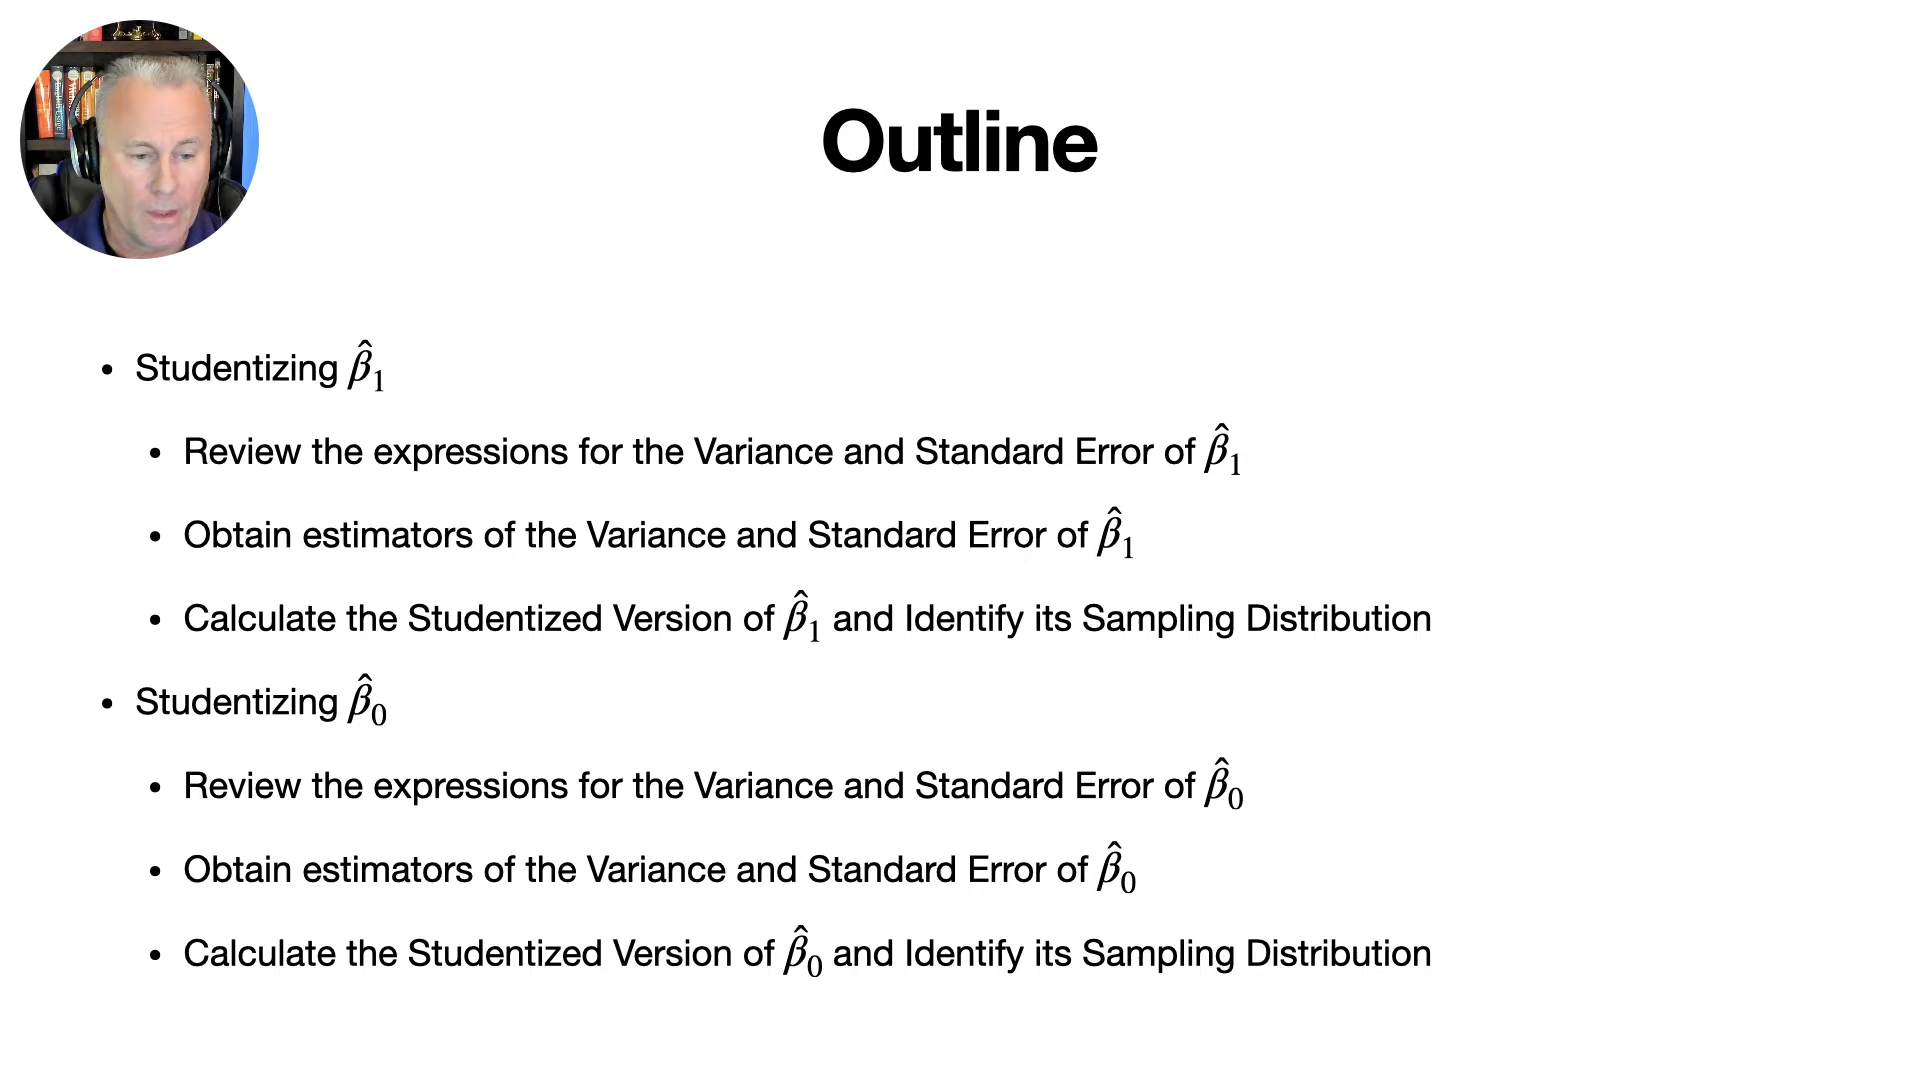 Outline
• Studentizing β̂₁
• Review the expressions for the Variance and Standard Error of β̂₁
• Obtain estimators of the Variance and Standard Error of β̂₁
• Calculate the Studentized Version of β̂₁ and Identify its Sampling Distribution
• Studentizing β̂₀
• Review the expressions for the Variance and Standard Error of β̂₀
• Obtain estimators of the Variance and Standard Error of β̂₀
• Calculate the Studentized Version of β̂₀ and Identify its Sampling Distribution